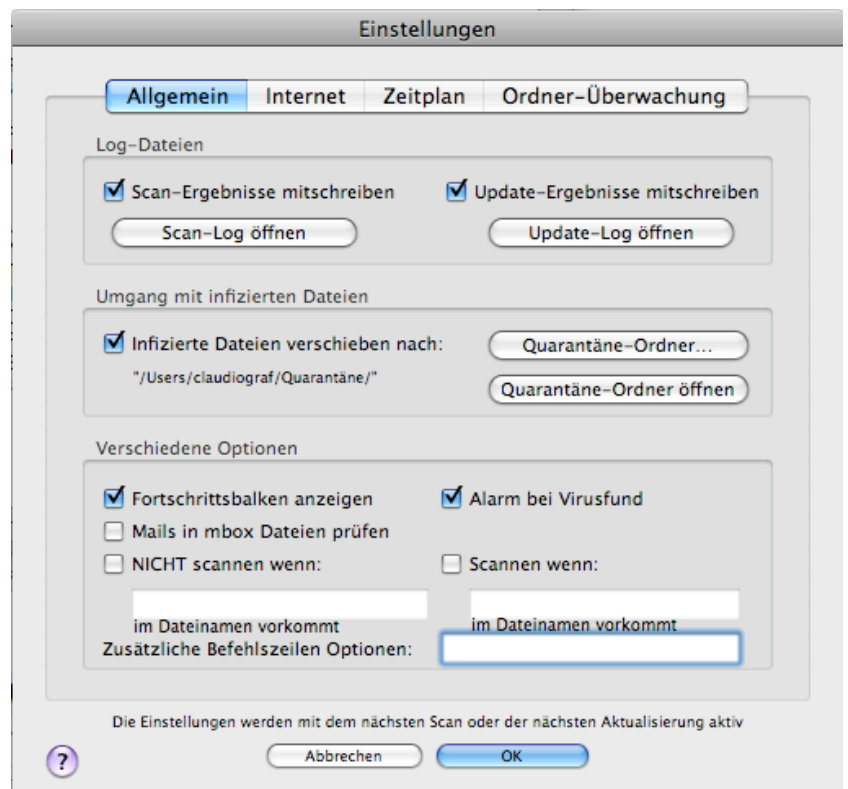 Einstellungen
Allgemein Internet Zeitplan Ordner-Überwachung
Log-Dateien
Scan-Ergebnisse mitschreiben Update-Ergebnisse mitschreiben
Scan-Log öffnen Update-Log öffnen
Umgang mit infizierten Dateien
Infizierte Dateien verschieben nach: Quarantäne-Ordner...
"/Users/claudiograf/Quarantäne/"
Quarantäne-Ordner öffnen
Verschiedene Optionen
Fortschrittsbalken anzeigen Alarm bei Virusfund
Mails in mbox Dateien prüfen
NICHT scannen wenn: Scannen wenn:
im Dateinamen vorkommt im Dateinamen vorkommt
Zusätzliche Befehlszeilen Optionen:
Die Einstellungen werden mit dem nächsten Scan oder der nächsten Aktualisierung aktiv
? Abbrechen OK